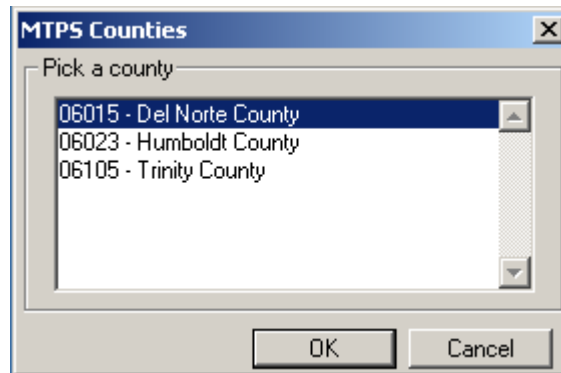 MTPS Counties
Pick a county
06015 - Del Norte County
06023 - Humboldt County
06105 - Trinity County
OK
Cancel